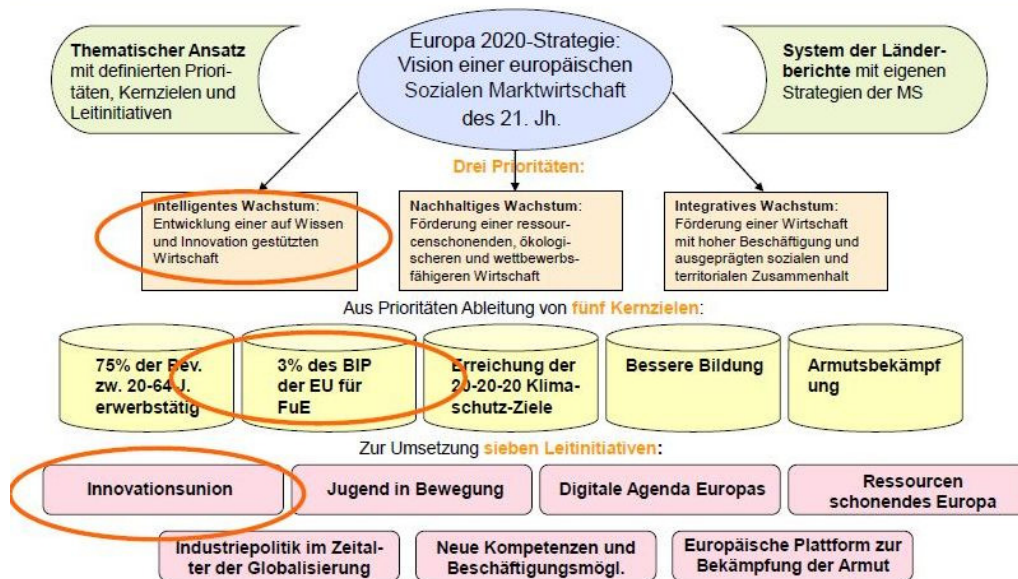 Thematischer Ansatz
mit definierten Priori-
täten, Kernzielen und
Leitinitiativen
Europa 2020-Strategie:
Vision einer europäischen
Sozialen Marktwirtschaft
des 21. Jh.
System der Länder-
berichte mit eigenen
Strategien der MS
Drei Prioritäten:
Intelligentes Wachstum:
Entwicklung einer auf Wissen
und Innovation gestützten
Wirtschaft
Nachhaltiges Wachstum:
Förderung einer ressour-
censchonenden, ökologi-
scheren und wettbewerbs-
fähigeren Wirtschaft
Integratives Wachstum:
Förderung einer Wirtschaft
mit hoher Beschäftigung und
ausgeprägten sozialen und
territorialen Zusammenhalt
Aus Prioritäten Ableitung von fünf Kernzielen:
75% der Bev.
zw. 20-64 J.
erwerbstätig
3% des BIP
der EU für
FuE
Erreichung der
20-20-20 Klima-
schutz-Ziele
Bessere Bildung
Armutsbekämpf
ung
Zur Umsetzung sieben Leitinitiativen:
Innovationsunion
Jugend in Bewegung
Digitale Agenda Europas
Ressourcen
schonendes Europa
Industriepolitik im Zeital-
ter der Globalisierung
Neue Kompetenzen und
Beschäftigungsmögl.
Europäische Plattform zur
Bekämpfung der Armut